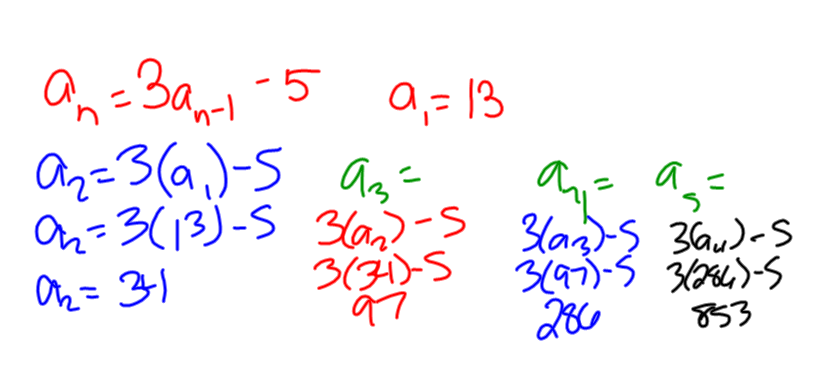 aₙ = 3aₙ₋₁ - 5
a₁ = 13
a₂ = 3(a₁) - 5
a₂ = 3(13) - 5
a₂ = 34
a₃ =
3(a₂) - 5
3(34) - 5
97
a₄ =
3(a₃) - 5
3(97) - 5
286
a₅ =
3(a₄) - 5
3(286) - 5
853